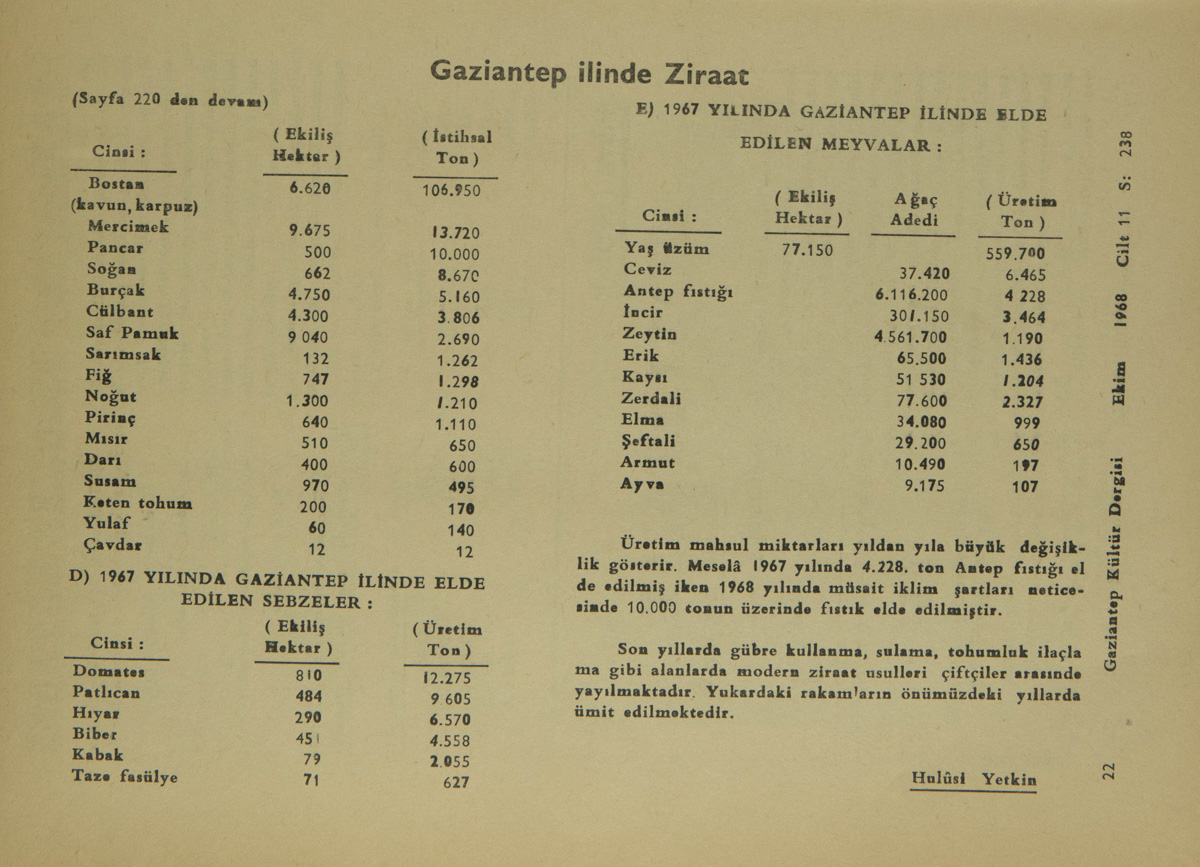 Gaziantep ilinde Ziraat
(Sayfa 220 den devamı)
Cinsi : ( Ekiliş Hektar ) ( İstihsal Ton )
Bostan 6.620 106.950
(kavun, karpuz)
Mercimek 9.675 13.720
Pancar 500 10.000
Soğan 662 8.670
Burçak 4.750 5.160
Cülbant 4.300 3.806
Saf Pamuk 9 040 2.690
Sarımsak 132 1.262
Fiğ 747 1.298
Noğut 1.300 1.210
Pirinç 640 1.110
Mısır 510 650
Darı 400 600
Susam 970 495
Keten tohum 200 170
Yulaf 60 140
Çavdar 12 12
D) 1967 YILINDA GAZİANTEP İLİNDE ELDE
EDİLEN SEBZELER :
Cinsi : ( Ekiliş Hektar ) ( Üretim Ton )
Domates 810 12.275
Patlıcan 484 9 605
Hıyar 290 6.570
Biber 451 4.558
Kabak 79 2.055
Taze fasülye 71 627
E) 1967 YILINDA GAZİANTEP İLİNDE ELDE
EDİLEN MEYVALAR :
Cinsi : ( Ekiliş Hektar ) Ağaç Adedi ( Üretim Ton )
Yaş üzüm 77.150 559.700
Ceviz 37.420 6.465
Antep fıstığı 6.116.200 4 228
İncir 301.150 3.464
Zeytin 4 561.700 1.190
Erik 65.500 1.436
Kaysı 51 530 1.204
Zerdali 77.600 2.327
Elma 34.080 999
Şeftali 29.200 650
Armut 10.490 197
Ayva 9.175 107
Üretim mahsul miktarları yıldan yıla büyük değişik-
lik gösterir. Meselâ 1967 yılında 4.228. ton Antep fıstığı el
de edilmiş iken 1968 yılında müsait iklim şartları netice-
sinde 10.000 tonun üzerinde fıstık elde edilmiştir.
Son yıllarda gübre kullanma, sulama, tohumluk ilaçla
ma gibi alanlarda modern ziraat usulleri çiftçiler arasında
yayılmaktadır. Yukardaki rakam'arın önümüzdeki yıllarda
ümit edilmektedir.
Hulûsi Yetkin
22 Gaziantep Kültür Dergisi Ekim 1968 Cilt 11 S: 238